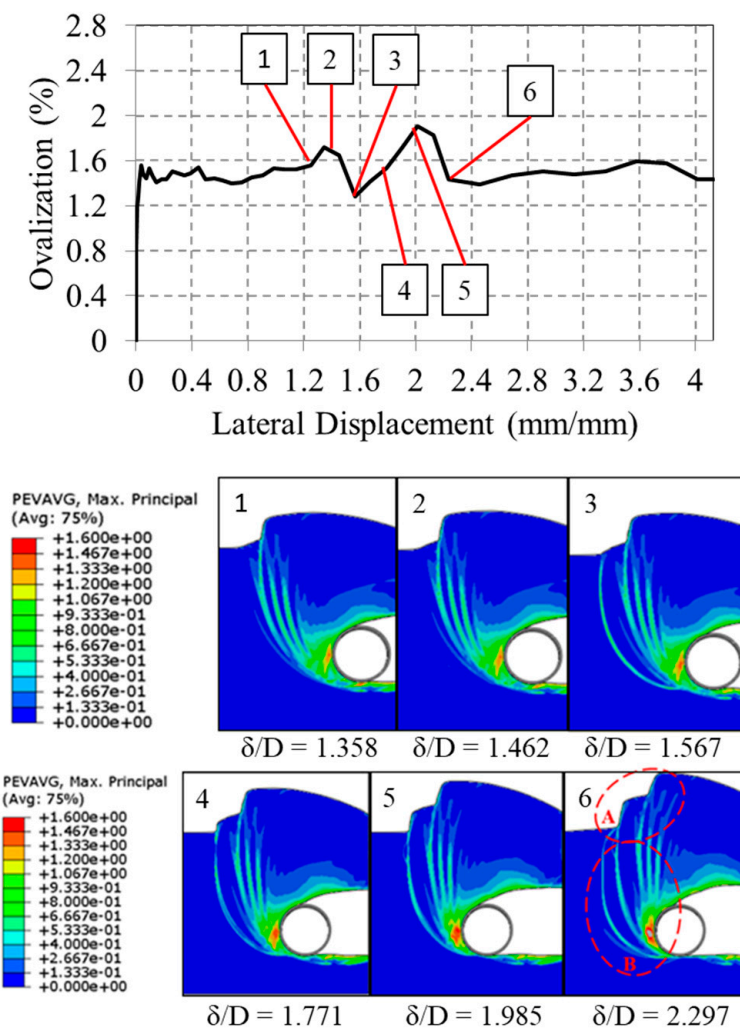 2.8
2.4
2
1.6
1.2
0.8
0.4
0
Ovalization (%)
1 2 3
6
4 5
0 0.4 0.8 1.2 1.6 2 2.4 2.8 3.2 3.6 4
Lateral Displacement (mm/mm)
PEVAVG, Max. Principal
(Avg: 75%)
+1.600e+00
+1.467e+00
+1.333e+00
+1.200e+00
+1.067e+00
+9.333e-01
+8.000e-01
+6.667e-01
+5.333e-01
+4.000e-01
+2.667e-01
+1.333e-01
+0.000e+00
1 2 3
δ/D = 1.358 δ/D = 1.462 δ/D = 1.567
PEVAVG, Max. Principal
(Avg: 75%)
+1.600e+00
+1.467e+00
+1.333e+00
+1.200e+00
+1.067e+00
+9.333e-01
+8.000e-01
+6.667e-01
+5.333e-01
+4.000e-01
+2.667e-01
+1.333e-01
+0.000e+00
4 5 6
A
B
δ/D = 1.771 δ/D = 1.985 δ/D = 2.297